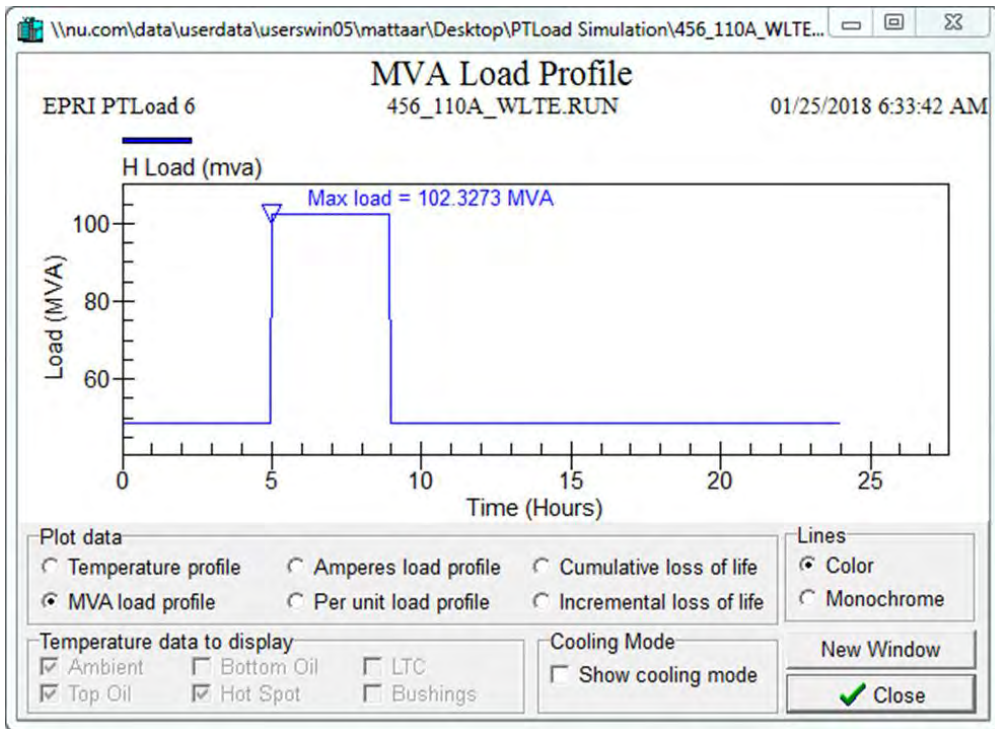 \\nu.com\data\userdata\userswin05\mattaar\Desktop\PTLoad Simulation\456_110A_WLTE...
MVA Load Profile
EPRI PTLoad 6 456_110A_WLTE.RUN 01/25/2018 6:33:42 AM
H Load (mva)
Max load = 102.3273 MVA
100
80
60
Load (MVA)
0 5 10 15 20 25
Time (Hours)
Plot data
Temperature profile Amperes load profile Cumulative loss of life
MVA load profile Per unit load profile Incremental loss of life
Lines
Color
Monochrome
Temperature data to display
Ambient Bottom Oil LTC
Top Oil Hot Spot Bushings
Cooling Mode
Show cooling mode
New Window
Close